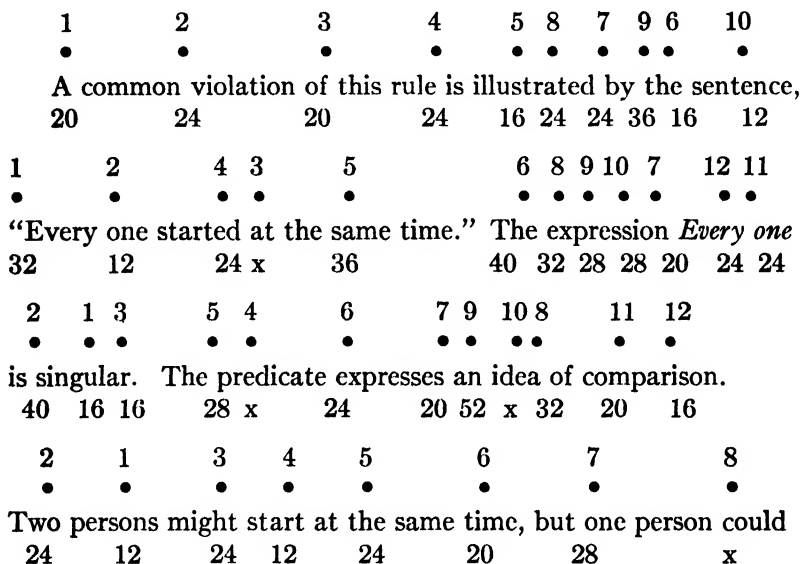 1 2 3 4 5 8 7 9 6 10
A common violation of this rule is illustrated by the sentence,
20 24 20 24 16 24 24 36 16 12
1 2 4 3 5 6 8 9 10 7 12 11
“Every one started at the same time.” The expression Every one
32 12 24 x 36 40 32 28 28 20 24 24
2 1 3 5 4 6 7 9 10 8 11 12
is singular. The predicate expresses an idea of comparison.
40 16 16 28 x 24 20 52 x 32 20 16
2 1 3 4 5 6 7 8
Two persons might start at the same time, but one person could
24 12 24 12 24 20 28 x